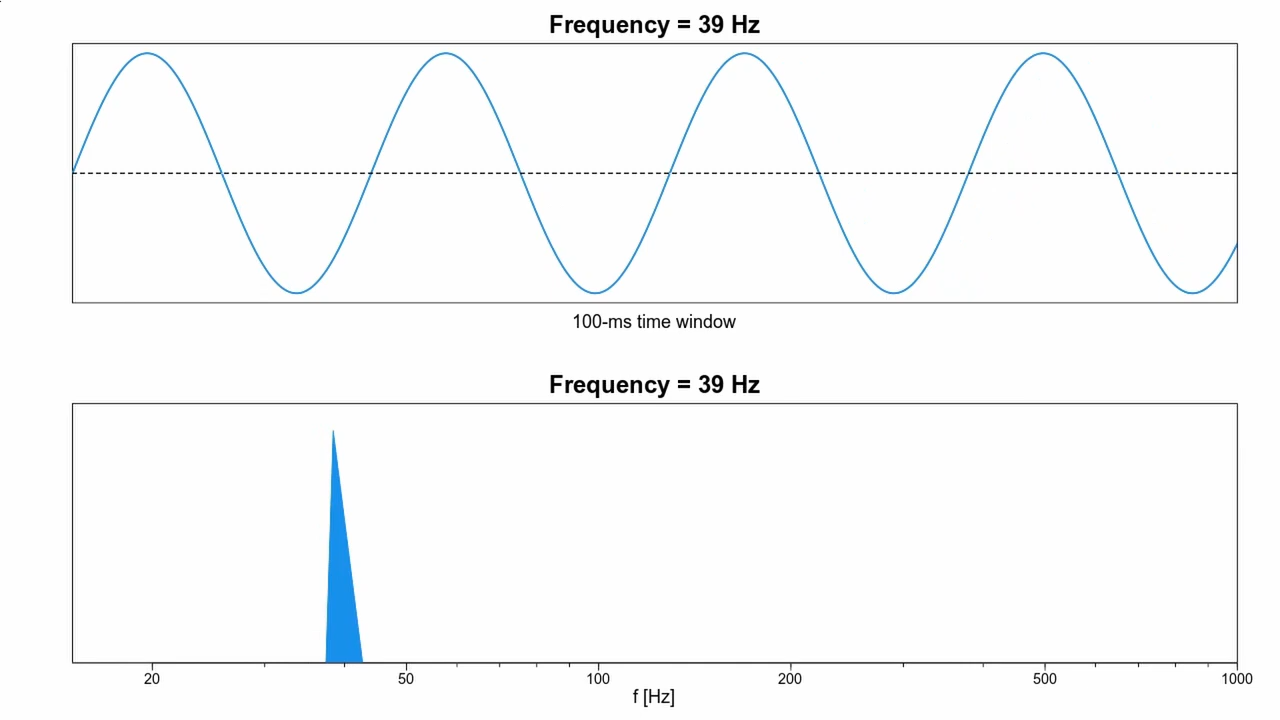 Frequency = 39 Hz
100-ms time window
Frequency = 39 Hz
20 50 100 200 500 1000
f [Hz]